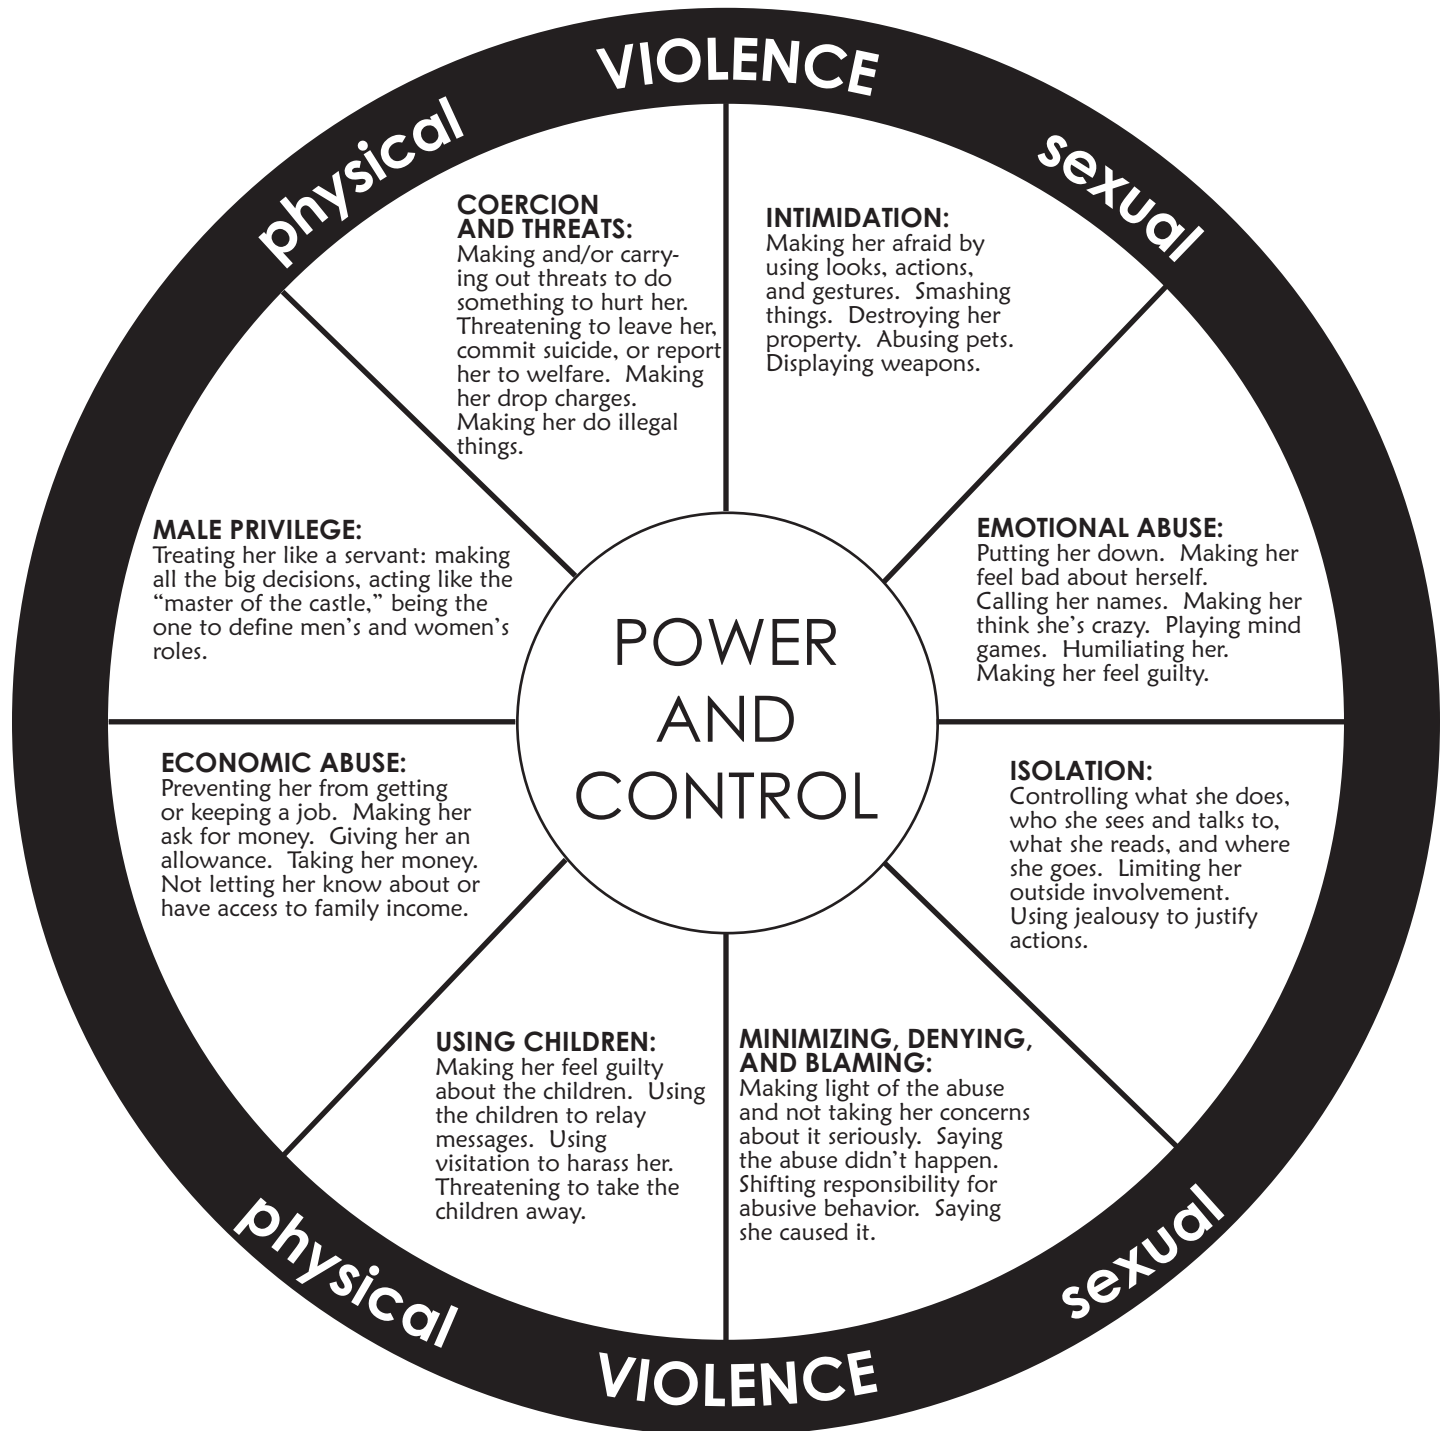 VIOLENCE
physical
sexual
COERCION
AND THREATS:
Making and/or carry-
ing out threats to do
something to hurt her.
Threatening to leave her,
commit suicide, or report
her to welfare.  Making
her drop charges.
Making her do illegal
things.
INTIMIDATION:
Making her afraid by
using looks, actions,
and gestures.  Smashing
things.  Destroying her
property.  Abusing pets.
Displaying weapons.
MALE PRIVILEGE:
Treating her like a servant: making
all the big decisions, acting like the
“master of the castle,” being the
one to define men’s and women’s
roles.
EMOTIONAL ABUSE:
Putting her down.  Making her
feel bad about herself.
Calling her names.  Making her
think she’s crazy.  Playing mind
games.  Humiliating her.
Making her feel guilty.
POWER
AND
CONTROL
ECONOMIC ABUSE:
Preventing her from getting
or keeping a job.  Making her
ask for money.  Giving her an
allowance.  Taking her money.
Not letting her know about or
have access to family income.
ISOLATION:
Controlling what she does,
who she sees and talks to,
what she reads, and where
she goes.  Limiting her
outside involvement.
Using jealousy to justify
actions.
USING CHILDREN:
Making her feel guilty
about the children.  Using
the children to relay
messages.  Using
visitation to harass her.
Threatening to take the
children away.
MINIMIZING, DENYING,
AND BLAMING:
Making light of the abuse
and not taking her concerns
about it seriously.  Saying
the abuse didn’t happen.
Shifting responsibility for
abusive behavior.  Saying
she caused it.
physical
sexual
VIOLENCE